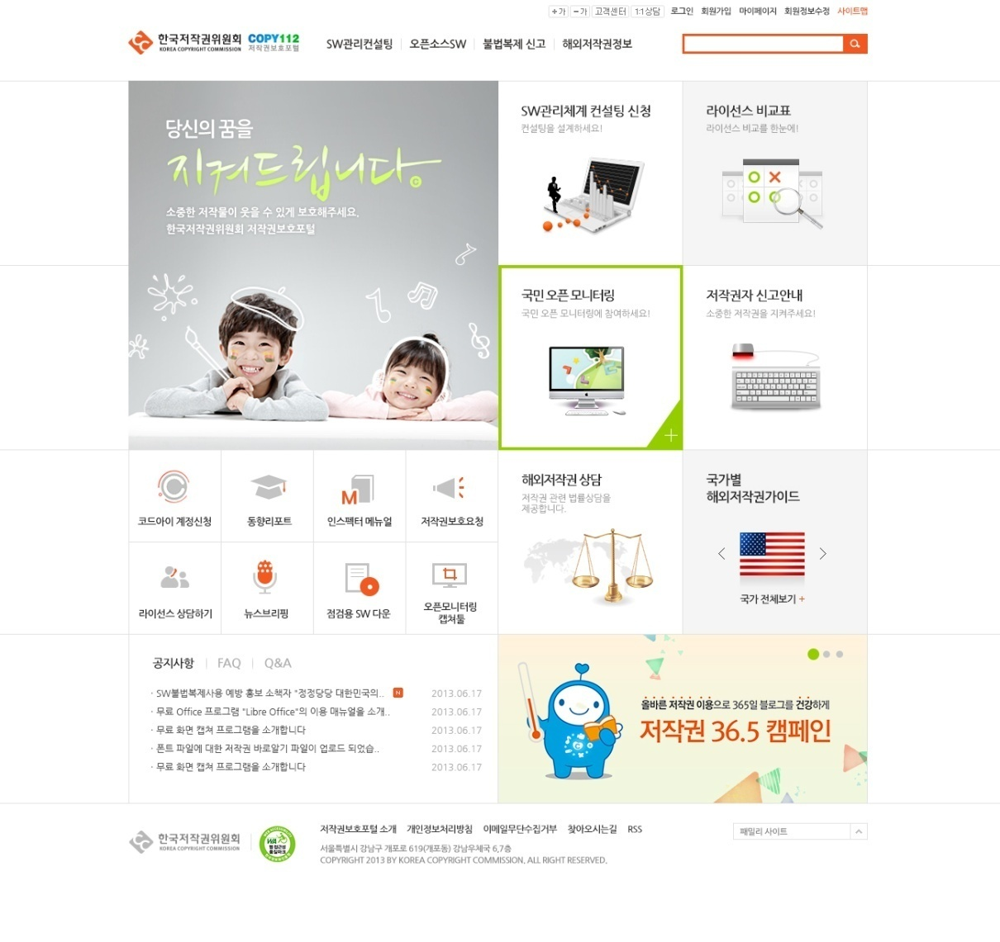 +가 -가 고객센터 1:1상담 로그인 회원가입 마이페이지 회원정보수정 사이트맵
한국저작권위원회 COPY112
KOREA COPYRIGHT COMMISSION 저작권보호포털
SW관리컨설팅 오픈소스SW 불법복제 신고 해외저작권정보
당신의 꿈을
지켜드립니다.
소중한 저작물이 웃을 수 있게 보호해주세요.
한국저작권위원회 저작권보호포털
SW관리체계 컨설팅 신청
컨설팅을 설계하세요!
라이선스 비교표
라이선스 비교를 한눈에!
국민 오픈 모니터링
국민 오픈 모니터링에 참여하세요!
저작권자 신고안내
소중한 저작권을 지켜주세요!
코드아이 계정신청
동향리포트
M
인스펙터 메뉴얼
저작권보호요청
라이선스 상담하기
뉴스브리핑
점검용 SW 다운
오픈모니터링
캡쳐툴
해외저작권 상담
저작권 관련 법률상담을
제공합니다.
국가별
해외저작권가이드
국가 전체보기 +
공지사항 FAQ Q&A
· SW불법복제사용 예방 홍보 소책자 "정정당당 대한민국의.. N 2013.06.17
· 무료 Office 프로그램 "Libre Office"의 이용 매뉴얼을 소개.. 2013.06.17
· 무료 화면 캡쳐 프로그램을 소개합니다 2013.06.17
· 폰트 파일에 대한 저작권 바로알기 파일이 업로드 되었습.. 2013.06.17
· 무료 화면 캡쳐 프로그램을 소개합니다 2013.06.17
올바른 저작권 이용으로 365일 블로그를 건강하게
저작권 36.5 캠페인
한국저작권위원회
KOREA COPYRIGHT COMMISSION
WA
저작권보호포털 소개 개인정보처리방침 이메일무단수집거부 찾아오시는길 RSS
서울특별시 강남구 개포로 619(개포동) 강남우체국 6,7층
COPYRIGHT 2013 BY KOREA COPYRIGHT COMMISSION, ALL RIGHT RESERVED.
패밀리 사이트